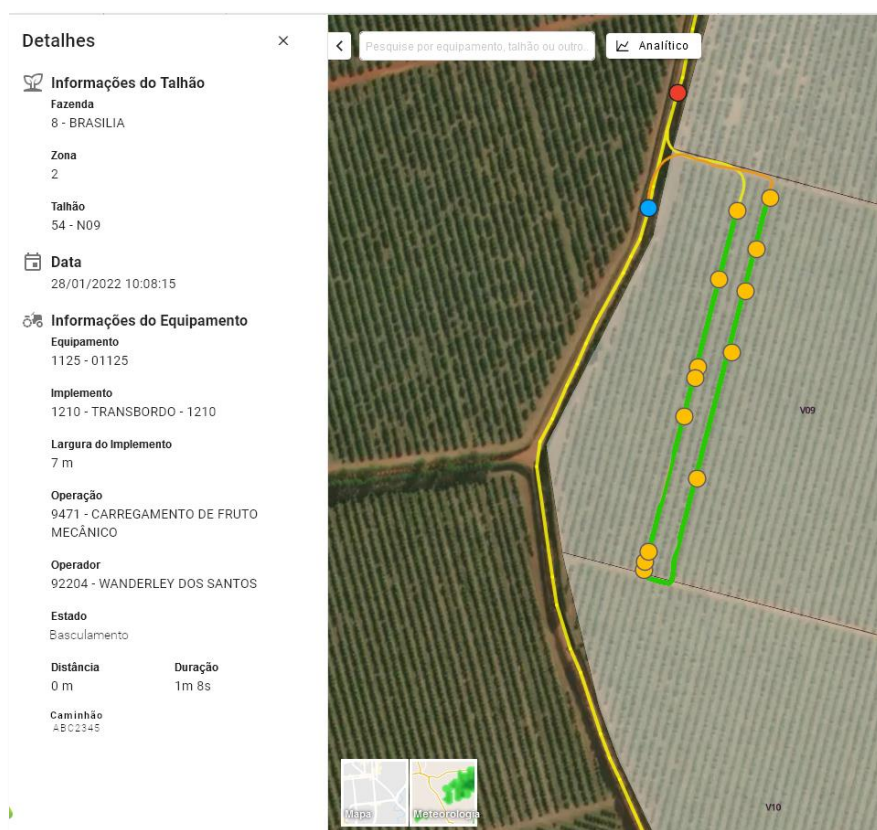 Detalhes
Informações do Talhão
Fazenda
8 - BRASILIA
Zona
2
Talhão
54 - N09
Data
28/01/2022 10:08:15
Informações do Equipamento
Equipamento
1125 - 01125
Implemento
1210 - TRANSBORDO - 1210
Largura do Implemento
7 m
Operação
9471 - CARREGAMENTO DE FRUTO
MECÂNICO
Operador
92204 - WANDERLEY DOS SANTOS
Estado
Basculamento
Distância Duração
0 m 1m 8s
Caminhão
ABC2345
Pesquise por equipamento, talhão ou outro..
Analítico
V09
V10
Mapa
Meteorologia